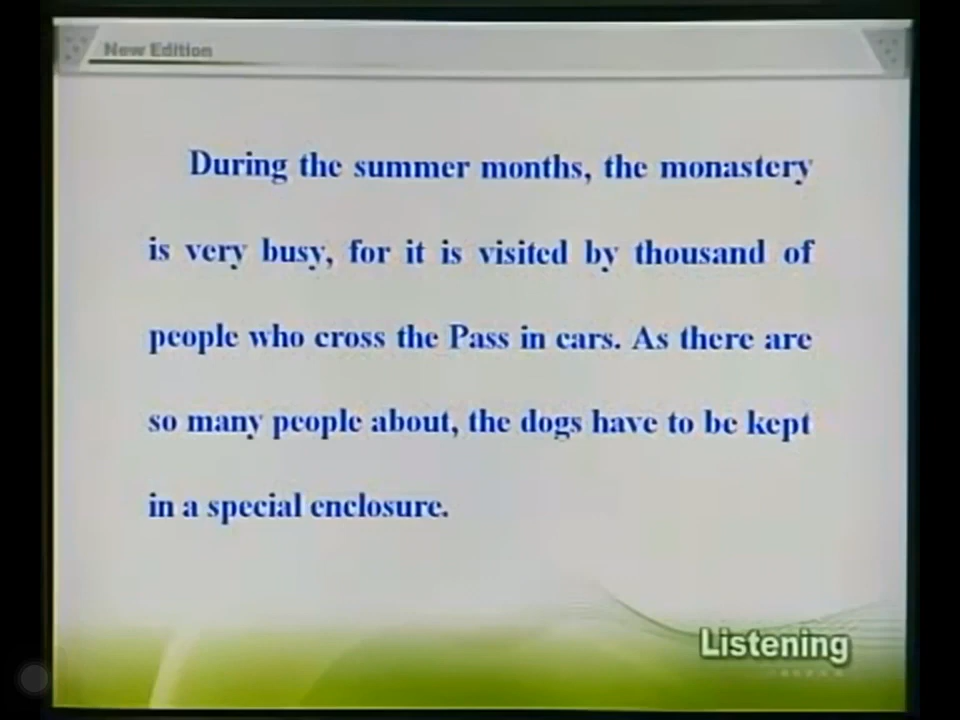 New Edition
During the summer months, the monastery
is very busy, for it is visited by thousand of
people who cross the Pass in cars. As there are
so many people about, the dogs have to be kept
in a special enclosure.
Listening